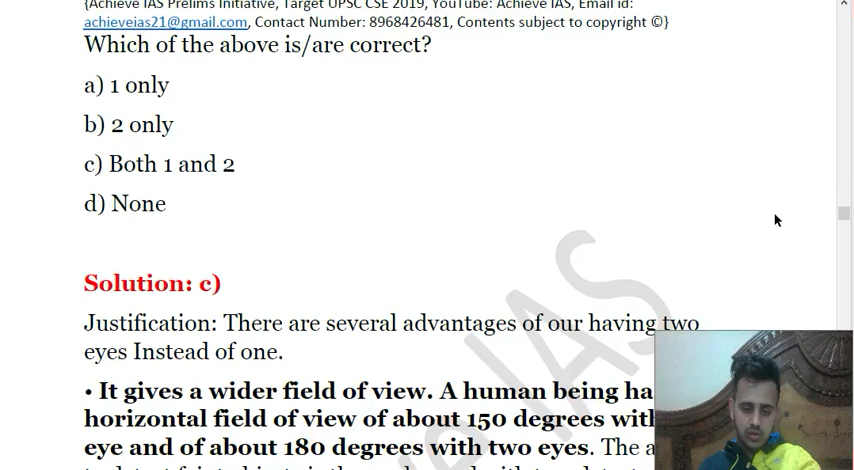 {Achieve IAS Prelims Initiative, Target UPSC CSE 2019, YouTube: Achieve IAS, Email id:
achieveias21@gmail.com, Contact Number: 8968426481, Contents subject to copyright ©}
Which of the above is/are correct?
a) 1 only
b) 2 only
c) Both 1 and 2
d) None
Solution: c)
Justification: There are several advantages of our having two
eyes Instead of one.
• It gives a wider field of view. A human being ha
horizontal field of view of about 150 degrees with
eye and of about 180 degrees with two eyes. The a
IAS